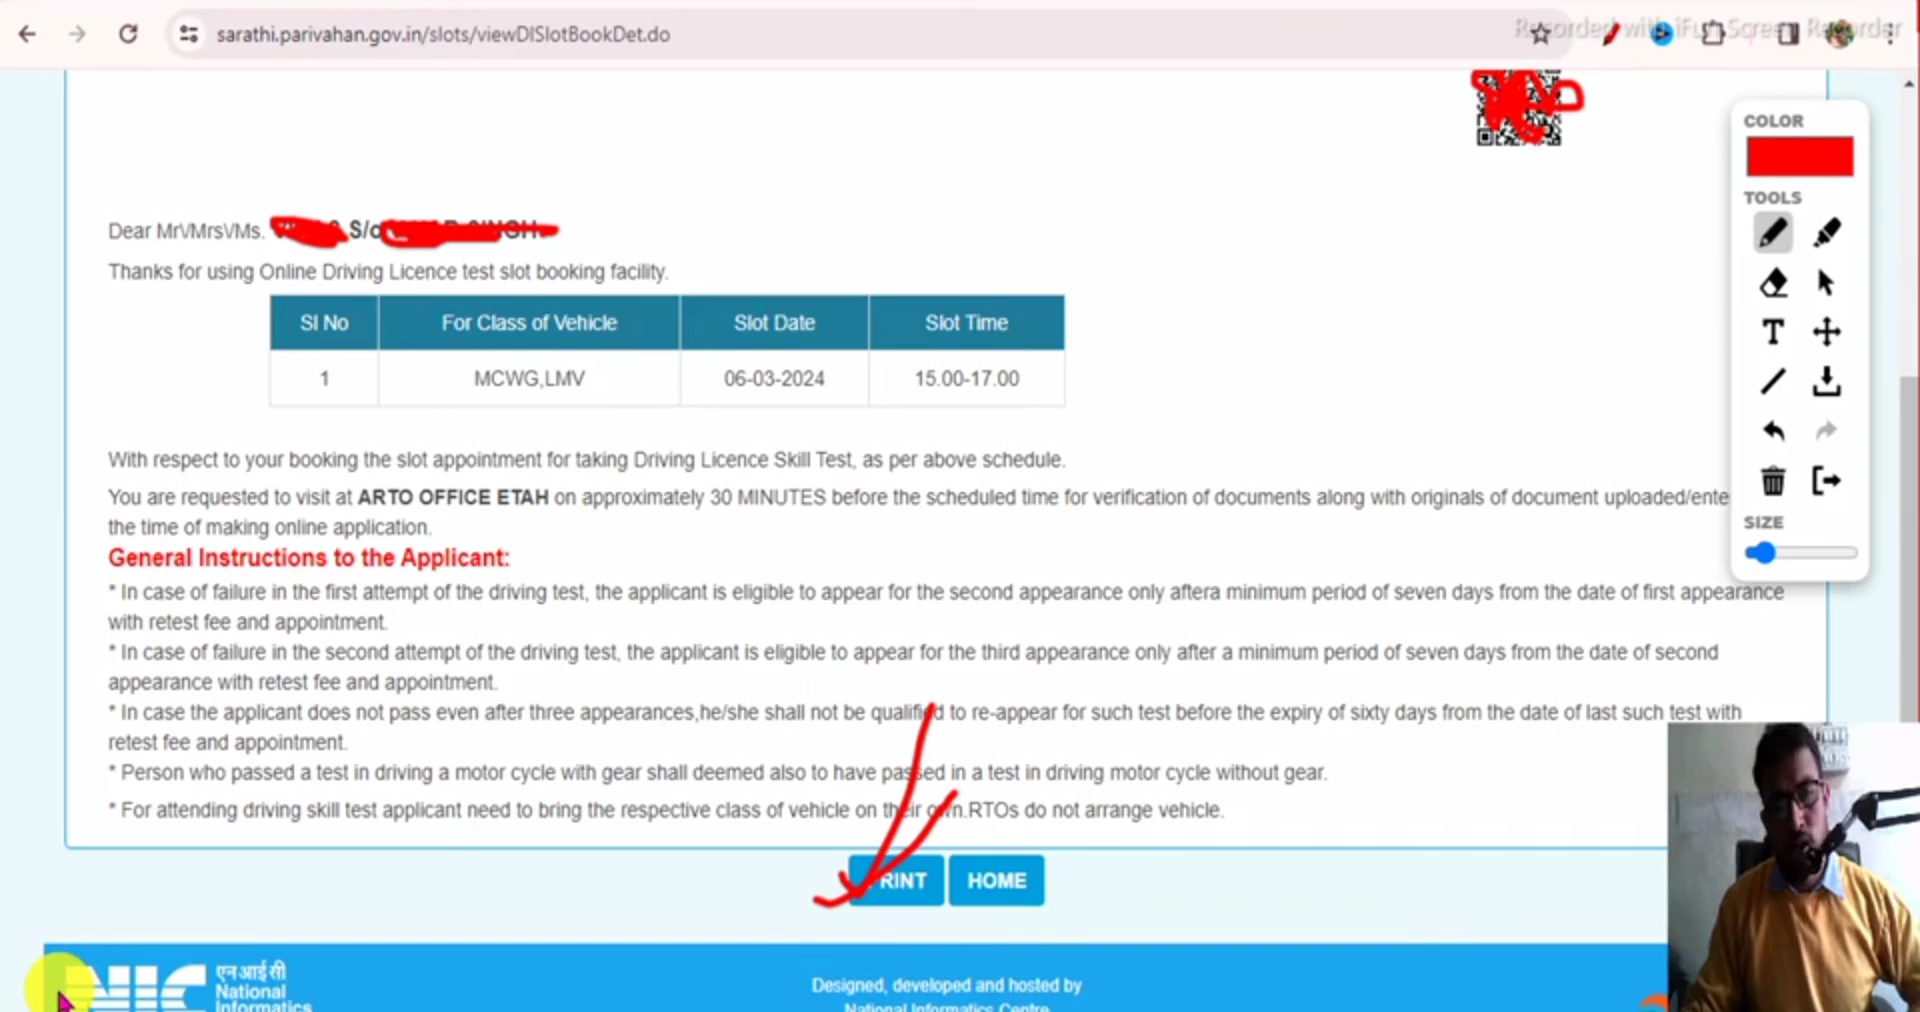 sarathi.parivahan.gov.in/slots/viewDlSlotBookDet.do
Recorded with iFun Screen Recorder
COLOR
TOOLS
Dear Mr\Mrs\Ms. S/o
Thanks for using Online Driving Licence test slot booking facility.
Sl No For Class of Vehicle Slot Date Slot Time
1 MCWG,LMV 06-03-2024 15.00-17.00
With respect to your booking the slot appointment for taking Driving Licence Skill Test, as per above schedule.
You are requested to visit at ARTO OFFICE ETAH on approximately 30 MINUTES before the scheduled time for verification of documents along with originals of document uploaded/ente
the time of making online application.
SIZE
General Instructions to the Applicant:
* In case of failure in the first attempt of the driving test, the applicant is eligible to appear for the second appearance only aftera minimum period of seven days from the date of first appearance
with retest fee and appointment.
* In case of failure in the second attempt of the driving test, the applicant is eligible to appear for the third appearance only after a minimum period of seven days from the date of second
appearance with retest fee and appointment.
* In case the applicant does not pass even after three appearances,he/she shall not be qualified to re-appear for such test before the expiry of sixty days from the date of last such test with
retest fee and appointment.
* Person who passed a test in driving a motor cycle with gear shall deemed also to have passed in a test in driving motor cycle without gear.
* For attending driving skill test applicant need to bring the respective class of vehicle on their own.RTOs do not arrange vehicle.
PRINT HOME
NIC
एनआईसी
National
Informatics
Designed, developed and hosted by
National Informatics Centre